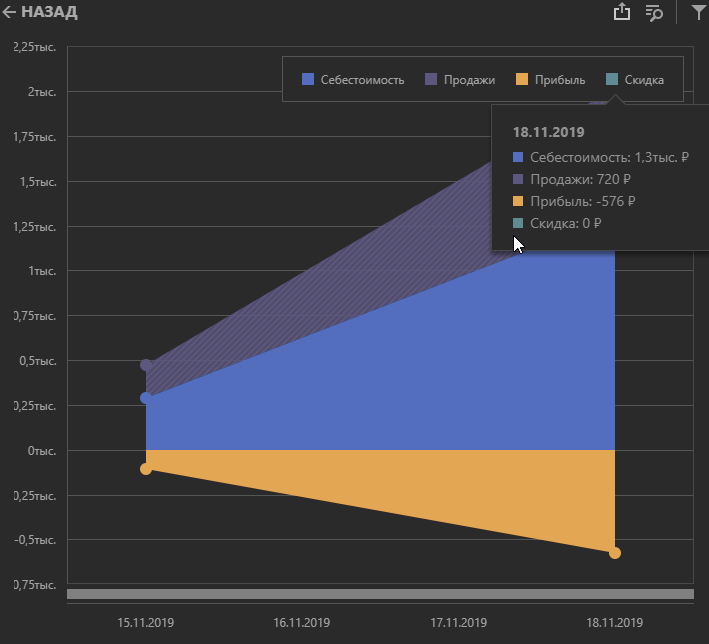 НАЗАД
2,25тыс.
Себестоимость Продажи Прибыль Скидка
2тыс.
18.11.2019
Себестоимость: 1,3тыс. ₽
Продажи: 720 ₽
Прибыль: -576 ₽
Скидка: 0 ₽
1,75тыс.
1,5тыс.
1,25тыс.
1тыс.
0,75тыс.
0,5тыс.
0,25тыс.
0тыс.
0,25тыс.
-0,5тыс.
0,75тыс.
15.11.2019 16.11.2019 17.11.2019 18.11.2019